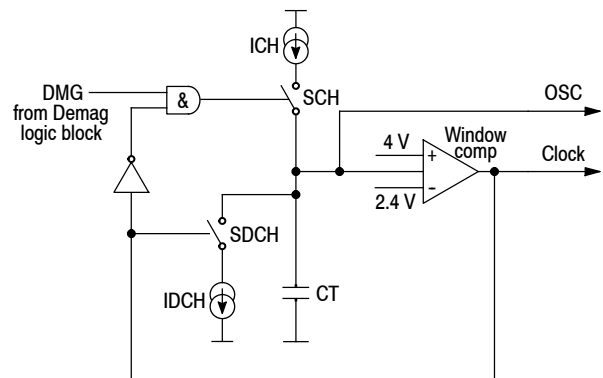 ICH
DMG
from Demag
logic block
&
SCH
OSC
4 V
Window
comp
+
Clock
-
2.4 V
SDCH
IDCH
CT